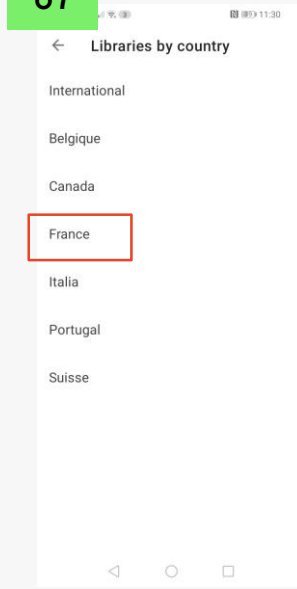 11:30
Libraries by country
International
Belgique
Canada
France
Italia
Portugal
Suisse